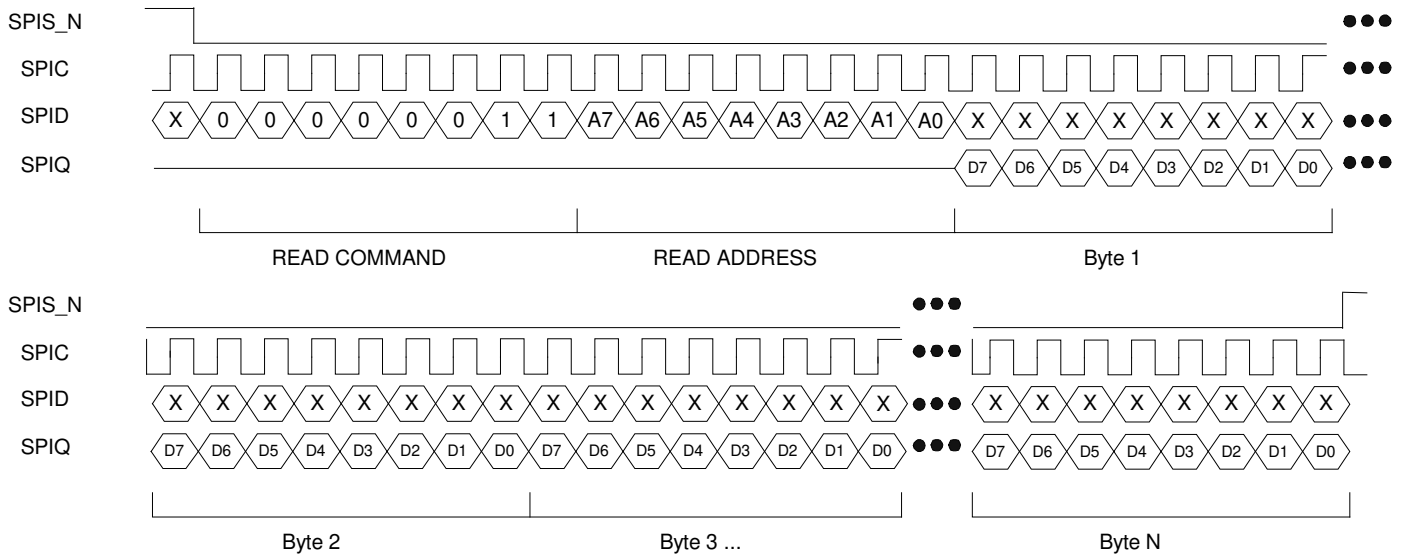 SPIS_N
SPIC
SPID X 0 0 0 0 0 0 1 1 A7 A6 A5 A4 A3 A2 A1 A0 X X X X X X X X
SPIQ D7 D6 D5 D4 D3 D2 D1 D0
READ COMMAND READ ADDRESS Byte 1
SPIS_N
SPIC
SPID X X X X X X X X X X X X X X X X X X X X X X X X
SPIQ D7 D6 D5 D4 D3 D2 D1 D0 D7 D6 D5 D4 D3 D2 D1 D0 D7 D6 D5 D4 D3 D2 D1 D0
Byte 2 Byte 3 ... Byte N